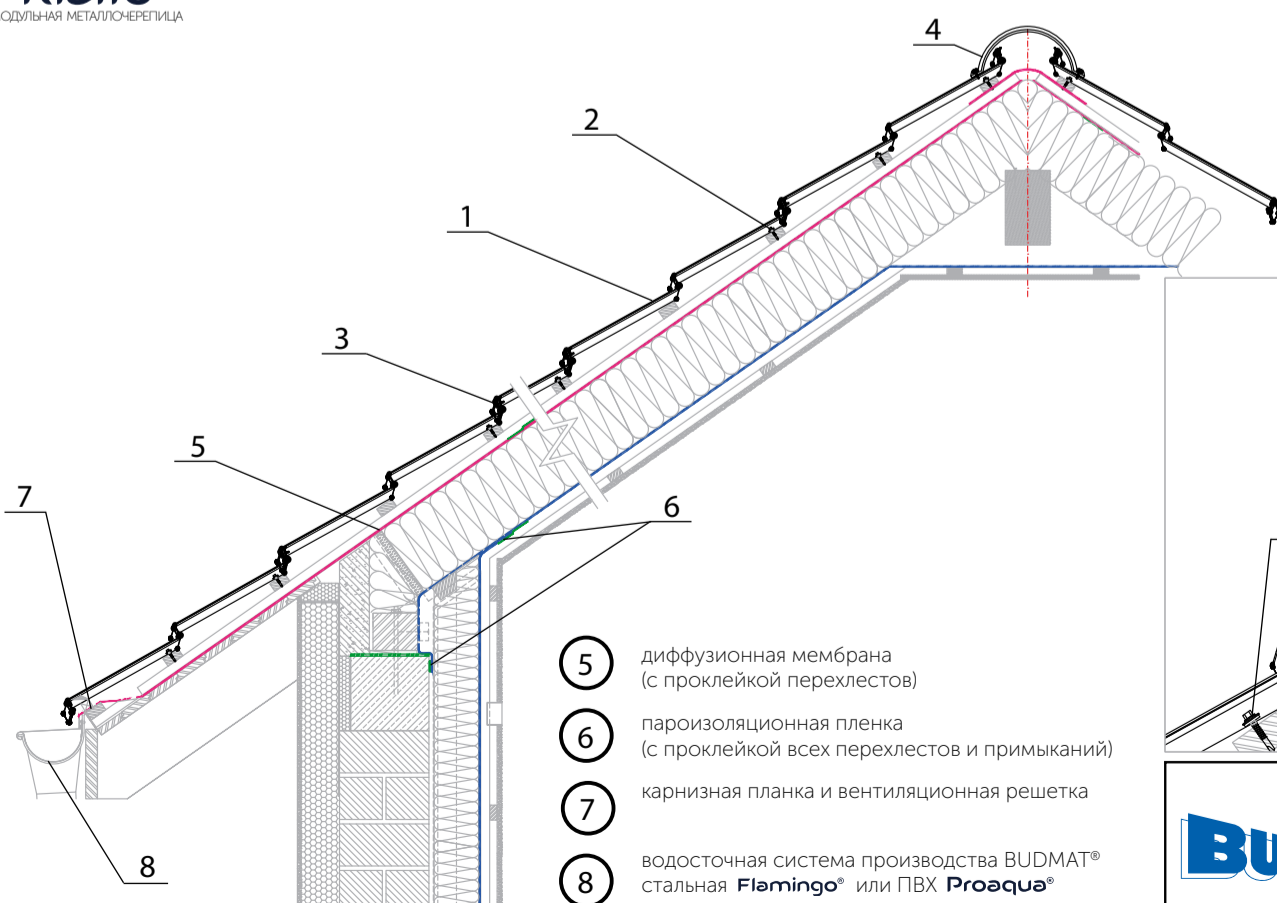 ОДУЛЬНАЯ МЕТАЛЛОЧЕРЕПИЦА
4
2
1
3
5
7
6
8
5 диффузионная мембрана
(с проклейкой перехлестов)
6 пароизоляционная пленка
(с проклейкой всех перехлестов и примыканий)
7 карнизная планка и вентиляционная решетка
8 водосточная система производства BUDMAT®
стальная Flamingo® или ПВХ Proaqua®
BU